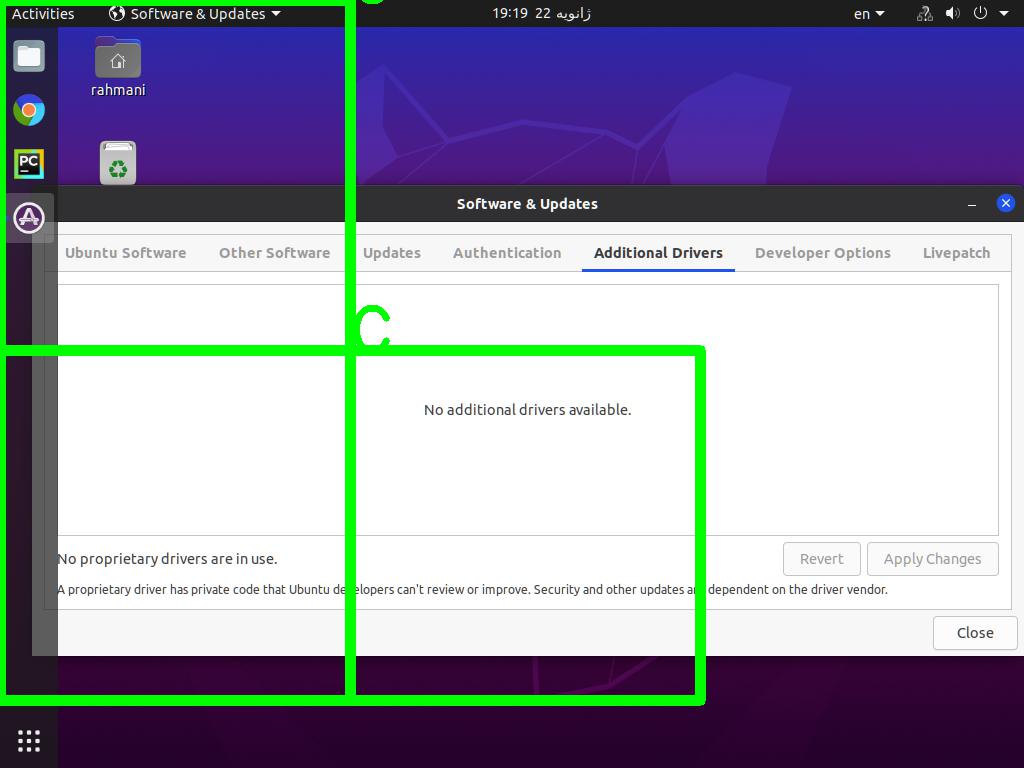 Activities Software & Updates 19:19 22 ژانویه en
rahmani
PC
Software & Updates
Ubuntu Software Other Software Updates Authentication Additional Drivers Developer Options Livepatch
C
No additional drivers available.
No proprietary drivers are in use. Revert Apply Changes
A proprietary driver has private code that Ubuntu developers can't review or improve. Security and other updates are dependent on the driver vendor.
Close